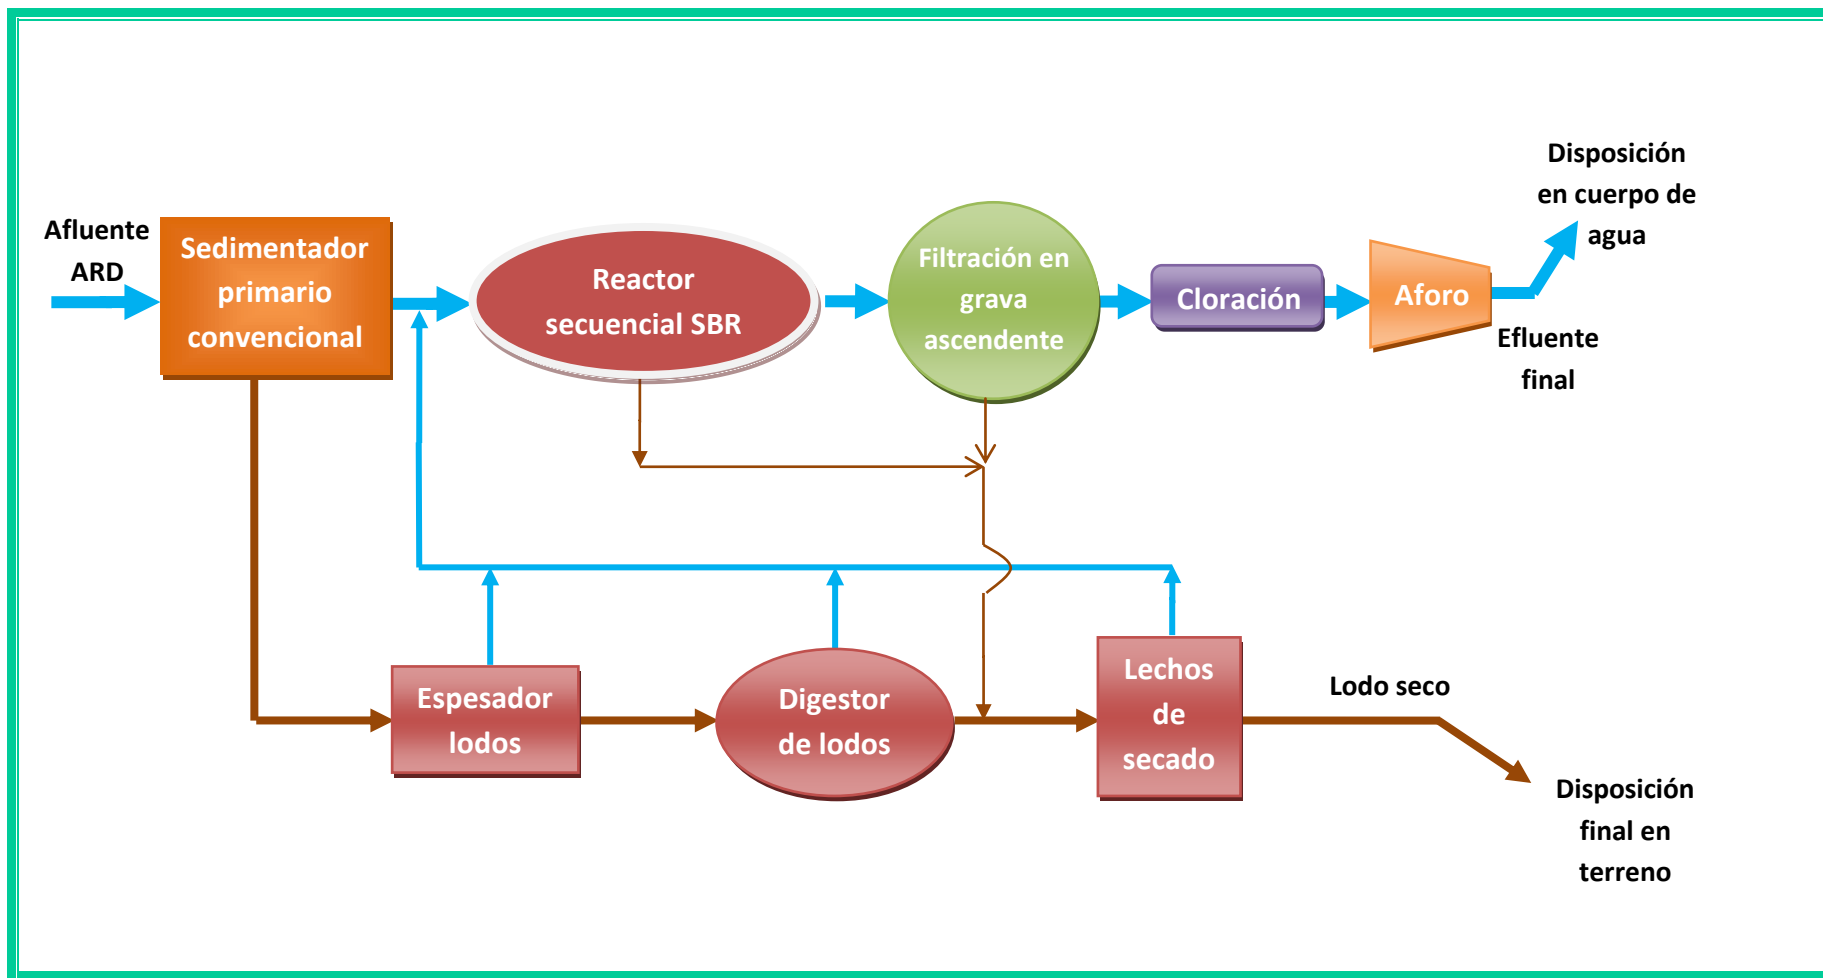 Afluente
ARD
Sedimentador
primario
convencional
Reactor
secuencial SBR
Filtración en
grava
ascendente
Cloración
Aforo
Disposición
en cuerpo de
agua
Efluente
final
Espesador
lodos
Digestor
de lodos
Lechos
de
secado
Lodo seco
Disposición
final en
terreno